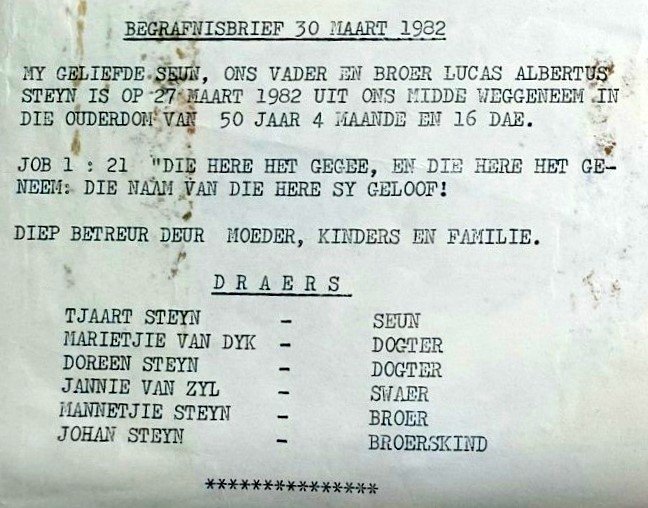 BEGRAFNISBRIEF 30 MAART 1982
MY GELIEFDE SEUN, ONS VADER EN BROER LUCAS ALBERTUS
STEYN IS OP 27 MAART 1982 UIT ONS MIDDE WEGGENEEM IN
DIE OUDERDOM VAN 50 JAAR 4 MAANDE EN 16 DAE.
JOB 1 : 21 "DIE HERE HET GEGEE, EN DIE HERE HET GE-
NEEM: DIE NAAM VAN DIE HERE SY GELOOF!
DIEP BETREUR DEUR MOEDER, KINDERS EN FAMILIE.
D R A E R S
TJAART STEYN - SEUN
MARIETJIE VAN DYK - DOGTER
DOREEN STEYN - DOGTER
JANNIE VAN ZYL - SWAER
MANNETJIE STEYN - BROER
JOHAN STEYN - BROERSKIND
***************